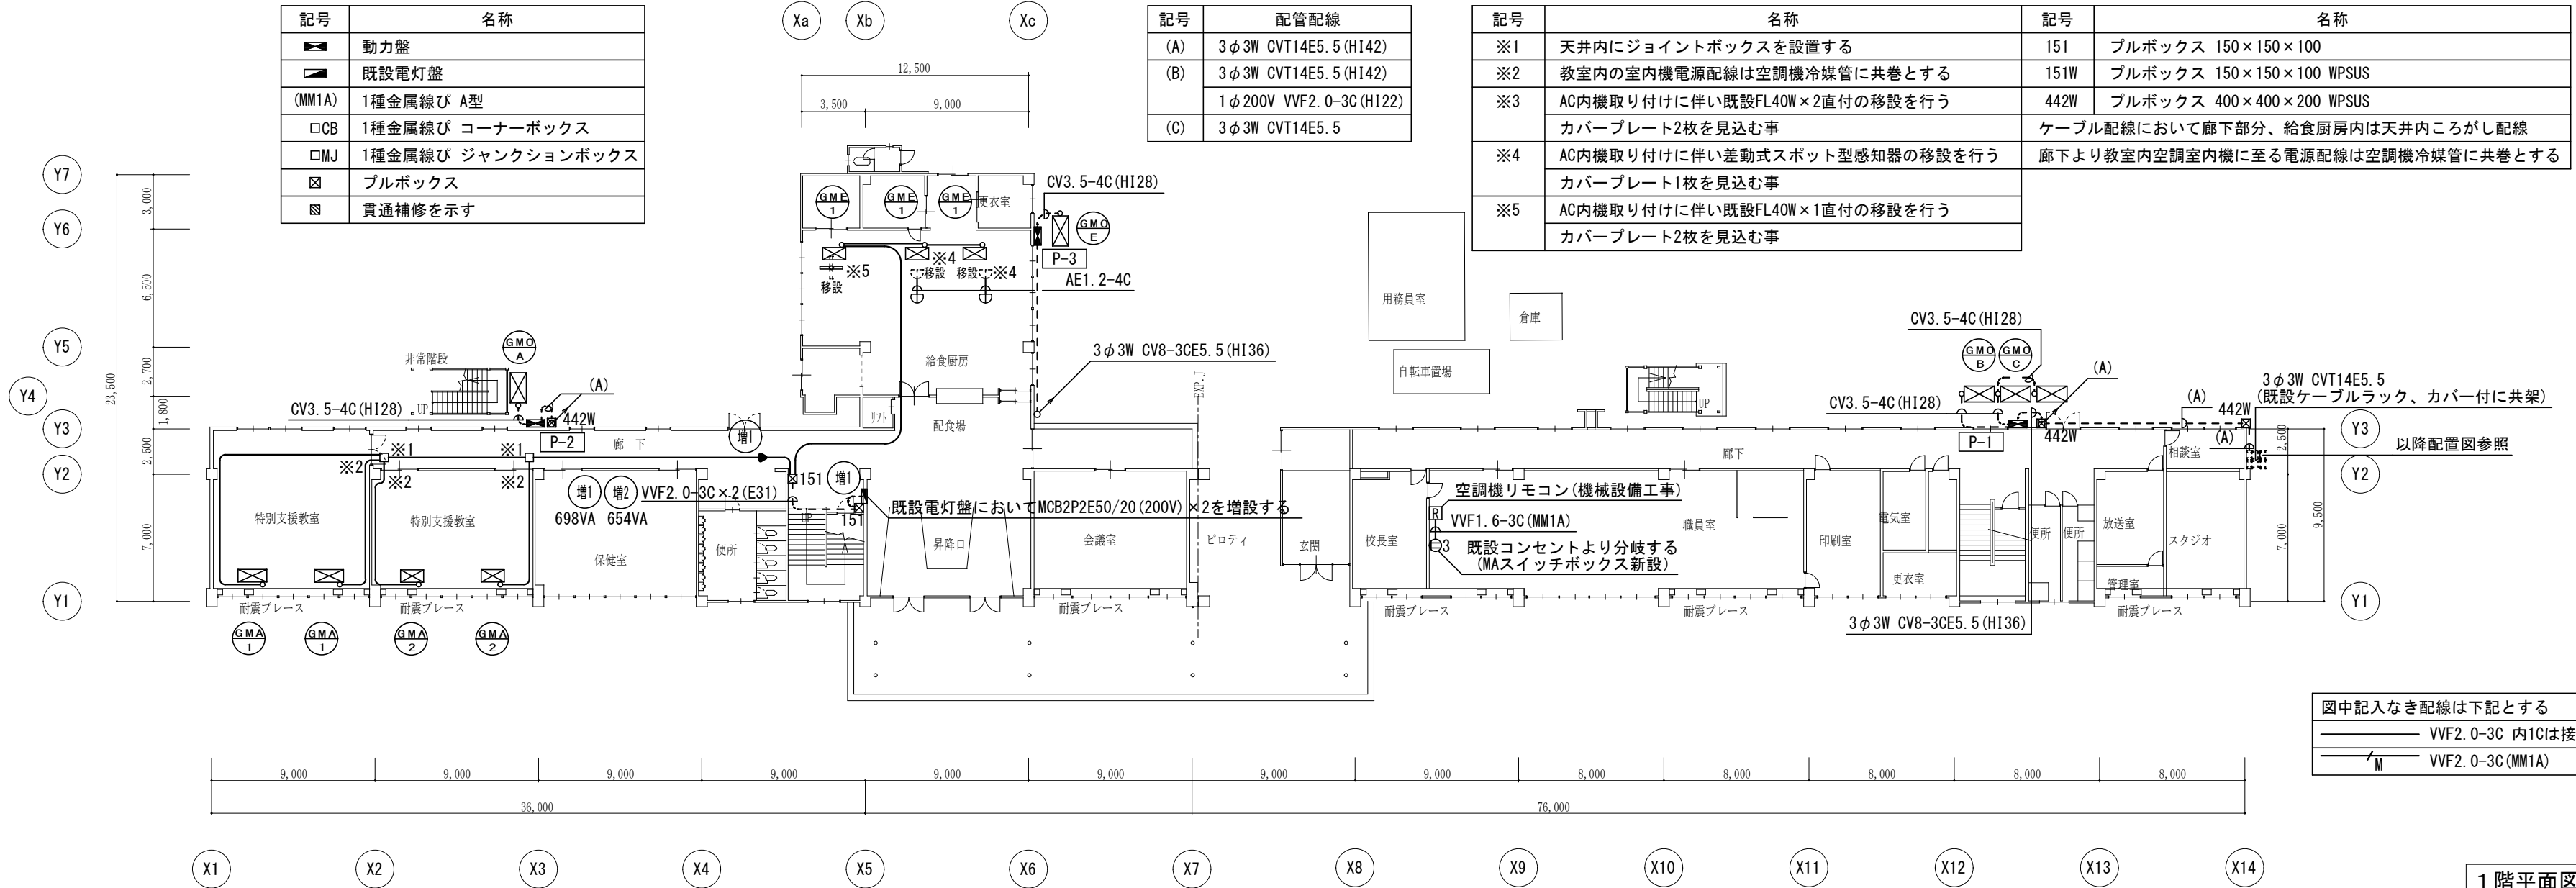 記号 名称
動力盤
既設電灯盤
(MM1A) 1種金属線ぴ A型
□CB 1種金属線ぴ コーナーボックス
□MJ 1種金属線ぴ ジャンクションボックス
プルボックス
貫通補修を示す
Xa Xb Xc
12,500
3,500 9,000
記号 配管配線
(A) 3φ3W CVT14E5.5(HI42)
(B) 3φ3W CVT14E5.5(HI42)
1φ200V VVF2.0-3C(HI22)
(C) 3φ3W CVT14E5.5
記号 名称 記号 名称
※1 天井内にジョイントボックスを設置する 151 プルボックス 150×150×100
※2 教室内の室内機電源配線は空調機冷媒管に共巻とする 151W プルボックス 150×150×100 WPSUS
※3 AC内機取り付けに伴い既設FL40W×2直付の移設を行う 442W プルボックス 400×400×200 WPSUS
カバープレート2枚を見込む事 ケーブル配線において廊下部分、給食厨房内は天井内ころがし配線
※4 AC内機取り付けに伴い差動式スポット型感知器の移設を行う 廊下より教室内空調室内機に至る電源配線は空調機冷媒管に共巻とする
カバープレート1枚を見込む事
※5 AC内機取り付けに伴い既設FL40W×1直付の移設を行う
カバープレート2枚を見込む事
Y7
Y6
Y5
Y4
Y3
Y2
Y1
23,500
3,000
6,500
2,700
1,800
2,500
7,000
GME 1
GME 1
GME 1
更衣室
CV3.5-4C(HI28)
GMO E
P-3
AE1.2-4C
※5
移設
※4
移設
移設
※4
給食厨房
3φ3W CV8-3CE5.5(HI36)
リフト
配食場
EXP.J
用務員室
倉庫
自転車置場
UP
非常階段
GMO A
(A)
CV3.5-4C(HI28)
UP
442W
P-2
廊 下
増1
※1
※1
※2
※2
※2
増1
増2
698VA
654VA
VVF2.0-3C×2(E31)
151
増1
151
既設電灯盤においてMCB2P2E50/20(200V)×2を増設する
特別支援教室
特別支援教室
保健室
便所
UP
昇降口
会議室
ピロティ
玄関
校長室
空調機リモコン(機械設備工事)
R
VVF1.6-3C(MM1A)
3
既設コンセントより分岐する
(MAスイッチボックス新設)
職員室
廊下
印刷室
電気室
更衣室
便所
便所
放送室
スタジオ
管理室
相談室
CV3.5-4C(HI28)
GMO B
GMO C
(A)
CV3.5-4C(HI28)
P-1
442W
3φ3W CVT14E5.5
(既設ケーブルラック、カバー付に共架)
(A)
442W
(A)
以降配置図参照
Y3
Y2
Y1
2,500
7,000
9,500
3φ3W CV8-3CE5.5(HI36)
耐震ブレース
耐震ブレース
耐震ブレース
耐震ブレース
耐震ブレース
耐震ブレース
GMA 1
GMA 1
GMA 2
GMA 2
図中記入なき配線は下記とする
VVF2.0-3C 内1Cは接
M VVF2.0-3C(MM1A)
9,000 9,000 9,000 9,000 9,000 9,000 9,000 9,000 8,000 8,000 8,000 8,000 8,000
36,000 76,000
X1 X2 X3 X4 X5 X6 X7 X8 X9 X10 X11 X12 X13 X14
1階平面図